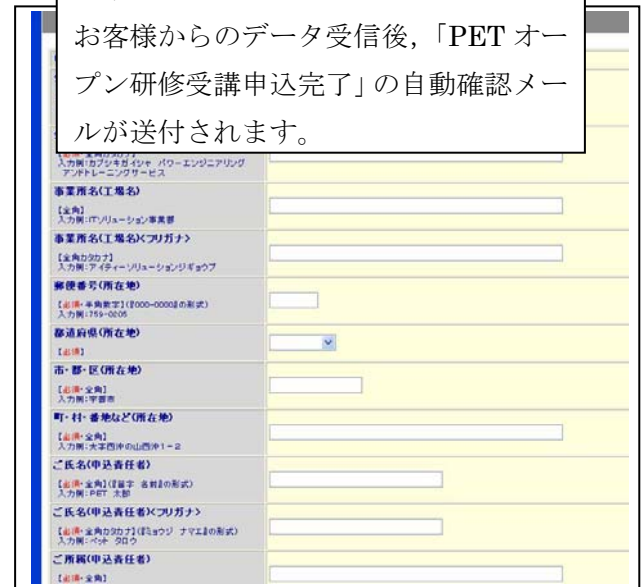 お客様からのデータ受信後,「PET オー
プン研修受講申込完了」の自動確認メー
ルが送付されます。
入力例:カブシキガイシャ パワーエンジニアリング
アンドトレーニングサービス
事業所名(工場名)
【全角】
入力例:ITソリューション事業部
事業所名(工場名)<フリガナ>
【全角カタカナ】
入力例:アイティーソリューションジギョウブ
郵便番号(所在地)
【必須・半角数字】(『000-0000』の形式)
入力例:759-0206
都道府県(所在地)
【必須】
市・郡・区(所在地)
【必須・全角】
入力例:宇部市
町・村・番地など(所在地)
【必須・全角】
入力例:大字西沖の山西沖1-2
ご氏名(申込責任者)
【必須・全角】(『苗字 名前』の形式)
入力例:PET 太郎
ご氏名(申込責任者)<フリガナ>
【必須・全角カタカナ】(『ミョウジ ナマエ』の形式)
入力例:ペット タロウ
ご所属(申込責任者)
【必須・全角】